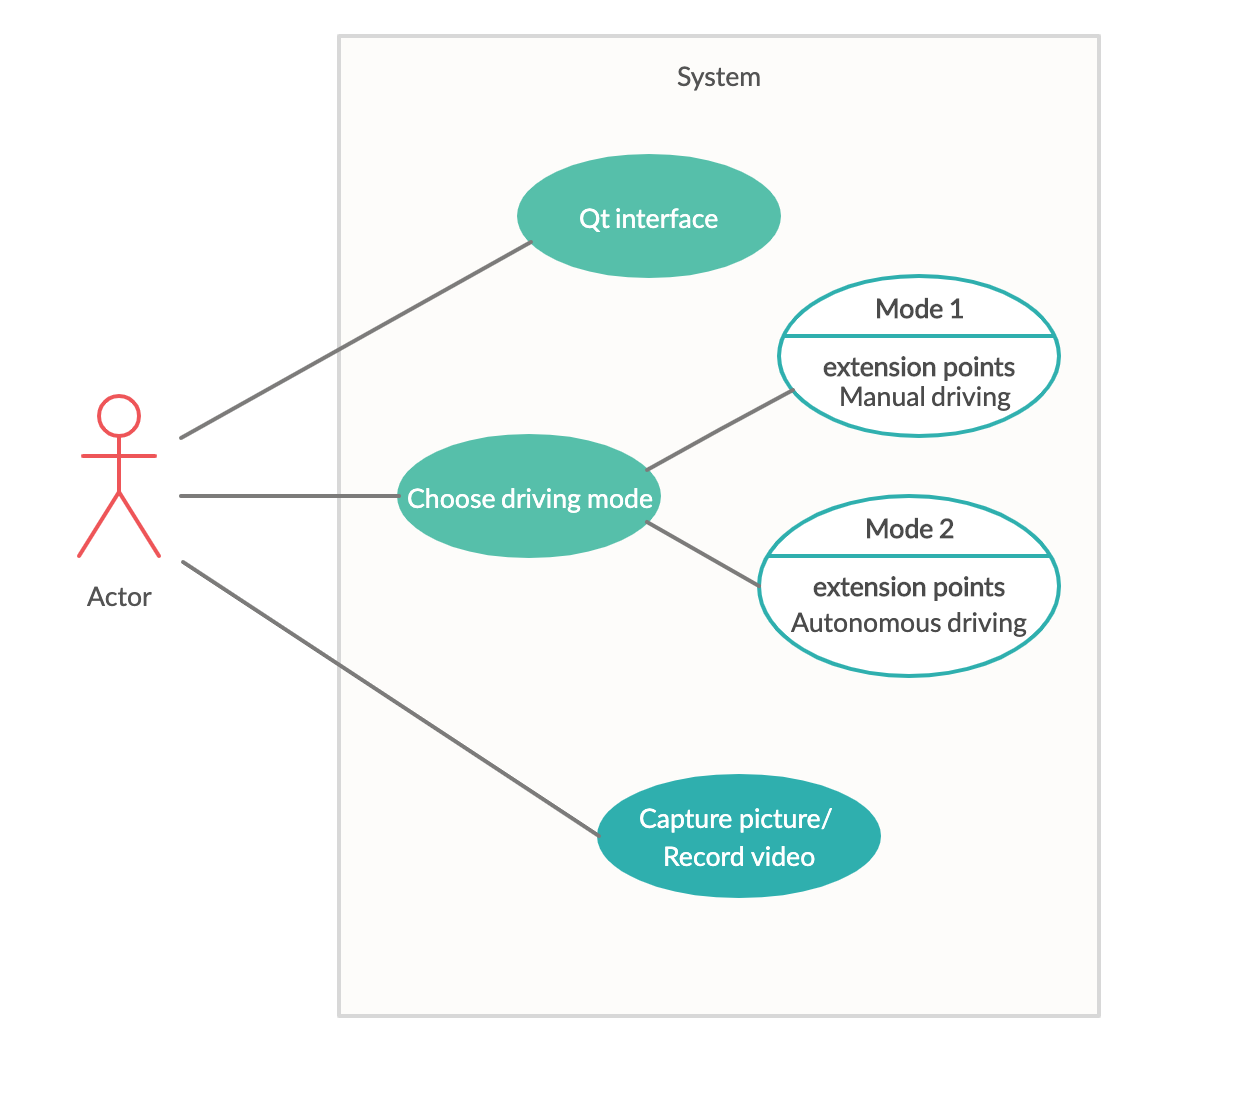 System
Qt interface
Mode 1
extension points
Manual driving
Choose driving mode
Mode 2
extension points
Autonomous driving
Actor
Capture picture/
Record video